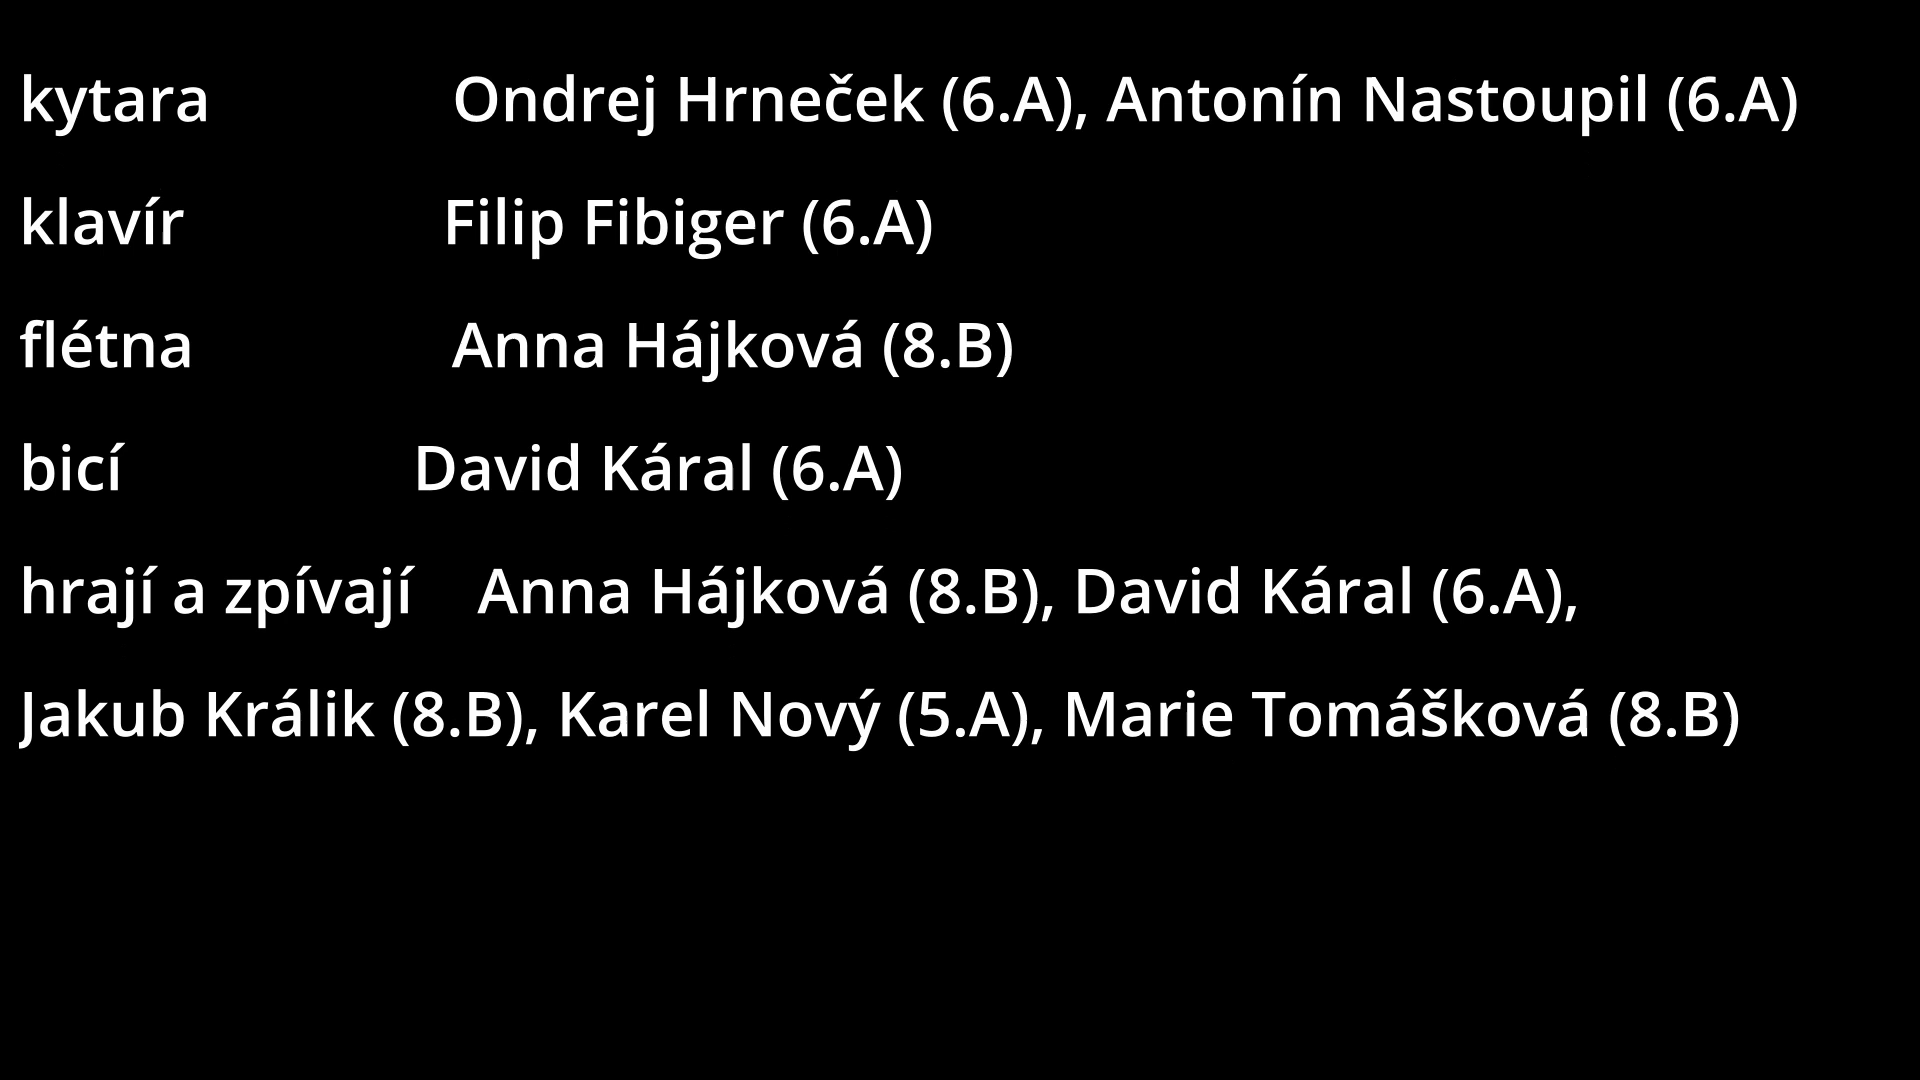 kytara Ondrej Hrneček (6.A), Antonín Nastoupil (6.A)
klavír Filip Fibiger (6.A)
flétna Anna Hájková (8.B)
bicí David Káral (6.A)
hrají a zpívají Anna Hájková (8.B), David Káral (6.A),
Jakub Králik (8.B), Karel Nový (5.A), Marie Tomášková (8.B)